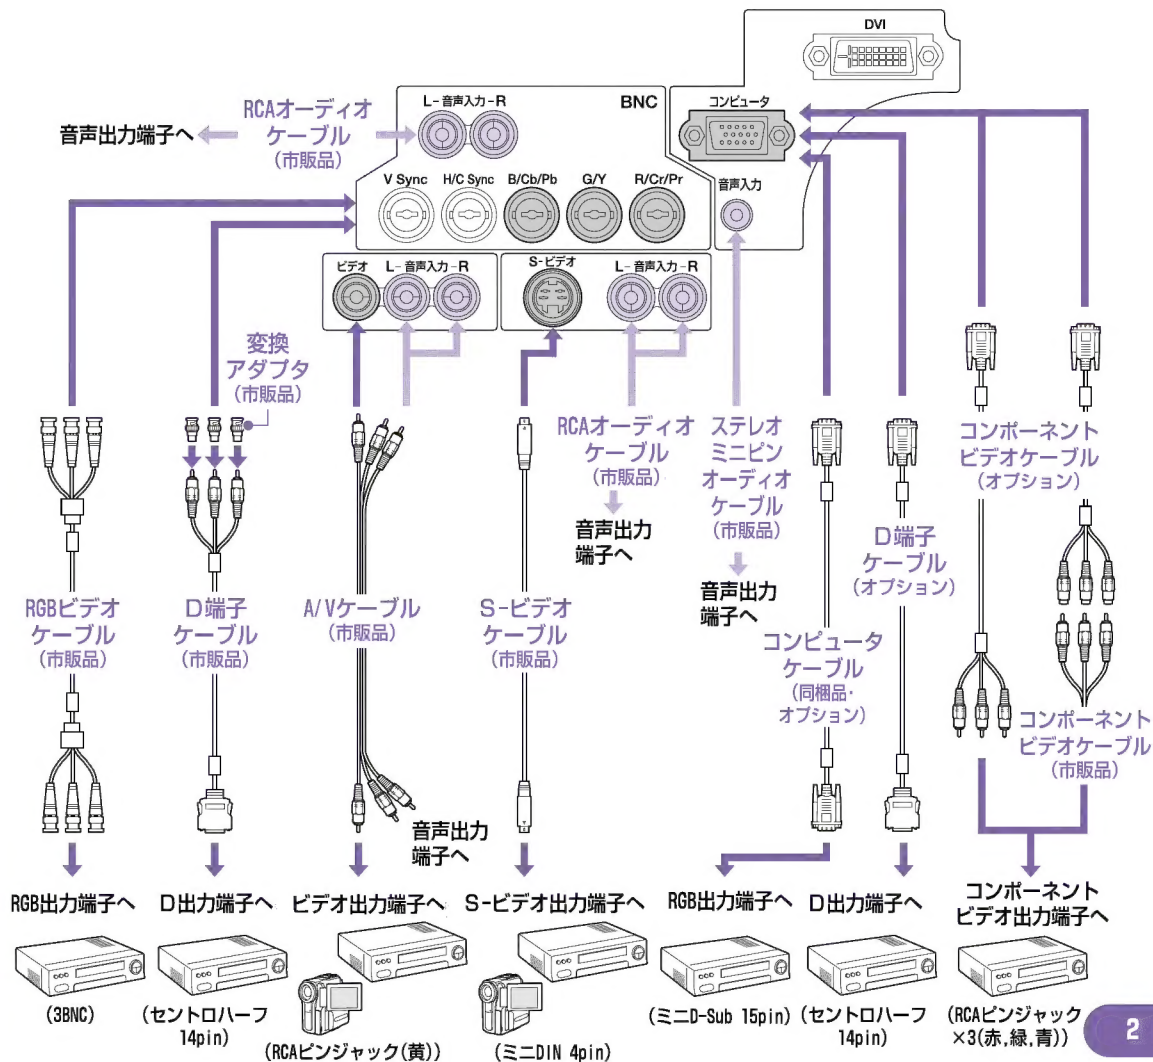 DVI
BNC
コンピュータ
L-音声入力-R
RCAオーディオ
ケーブル
(市販品)
音声出力端子へ
V Sync
H/C Sync
B/Cb/Pb
G/Y
R/Cr/Pr
音声入力
ビデオ
L-音声入力-R
S-ビデオ
L-音声入力-R
変換
アダプタ
(市販品)
RCAオーディオ
ケーブル
(市販品)
音声出力
端子へ
ステレオ
ミニピン
オーディオ
ケーブル
(市販品)
音声出力
端子へ
コンポーネント
ビデオケーブル
(オプション)
D端子
ケーブル
(オプション)
RGBビデオ
ケーブル
(市販品)
D端子
ケーブル
(市販品)
A/Vケーブル
(市販品)
S-ビデオ
ケーブル
(市販品)
コンピュータ
ケーブル
(同梱品・
オプション)
コンポーネント
ビデオケーブル
(市販品)
音声出力
端子へ
RGB出力端子へ
D出力端子へ
ビデオ出力端子へ
S-ビデオ出力端子へ
RGB出力端子へ
D出力端子へ
コンポーネント
ビデオ出力端子へ
(3BNC)
(セントロハーフ
14pin)
(RCAピンジャック(黄))
(ミニDIN 4pin)
(ミニD-Sub 15pin)
(セントロハーフ
14pin)
(RCAピンジャック
×3(赤,緑,青))
2